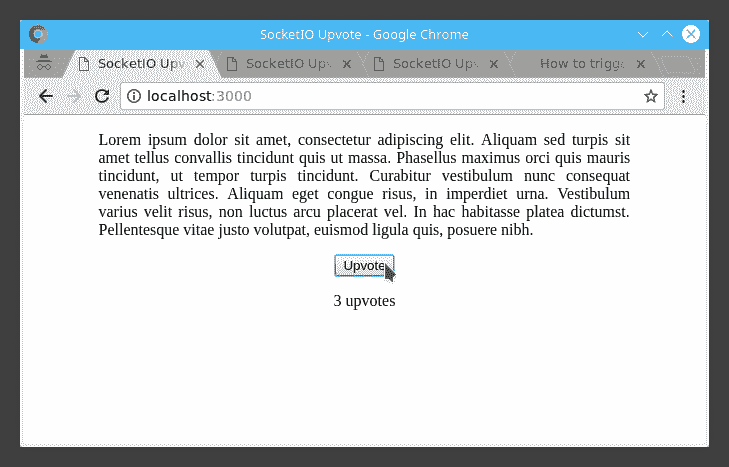 SocketIO Upvote - Google Chrome
SocketIO Upv SocketIO Up SocketIO Up How to trigg
localhost:3000
Lorem ipsum dolor sit amet, consectetur adipiscing elit. Aliquam sed turpis sit
amet tellus convallis tincidunt quis ut massa. Phasellus maximus orci quis mauris
tincidunt, ut tempor turpis tincidunt. Curabitur vestibulum nunc consequat
venenatis ultrices. Aliquam eget congue risus, in imperdiet urna. Vestibulum
varius velit risus, non luctus arcu placerat vel. In hac habitasse platea dictumst.
Pellentesque vitae justo volutpat, euismod ligula quis, posuere nibh.
Upvote
3 upvotes